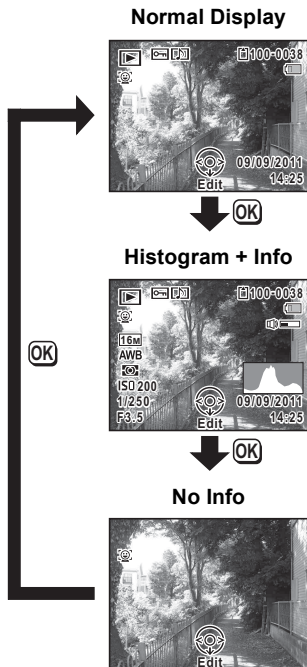 Normal Display
100-0038
09/09/2011
14:25
Edit
OK
Histogram + Info
100-0038
16M
AWB
ISO 200
1/250
F3.5
09/09/2011
14:25
Edit
OK
OK
No Info
Edit